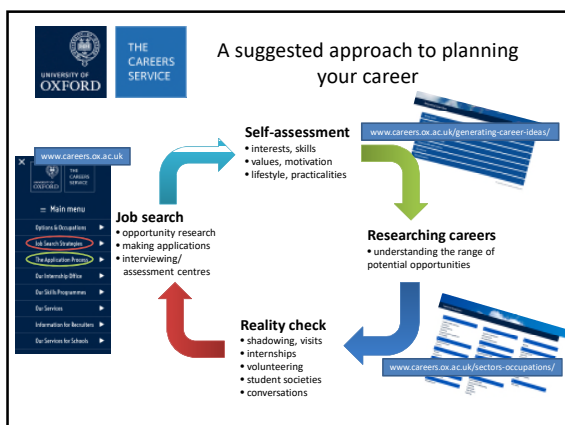 UNIVERSITY OF
OXFORD
THE
CAREERS
SERVICE
A suggested approach to planning
your career
Self-assessment
• interests, skills
• values, motivation
• lifestyle, practicalities
www.careers.ox.ac.uk/generating-career-ideas/
www.careers.ox.ac.uk
UNIVERSITY OF
OXFORD
THE
CAREERS
SERVICE
Main menu
Options & Occupations
Job Search Strategies
The Application Process
Our Internship Office
Our Skills Programmes
Our Services
Information for Recruiters
Our Services for Schools
Job search
• opportunity research
• making applications
• interviewing/
assessment centres
Researching careers
• understanding the range of
potential opportunities
Reality check
• shadowing, visits
• internships
• volunteering
• student societies
• conversations
www.careers.ox.ac.uk/sectors-occupations/